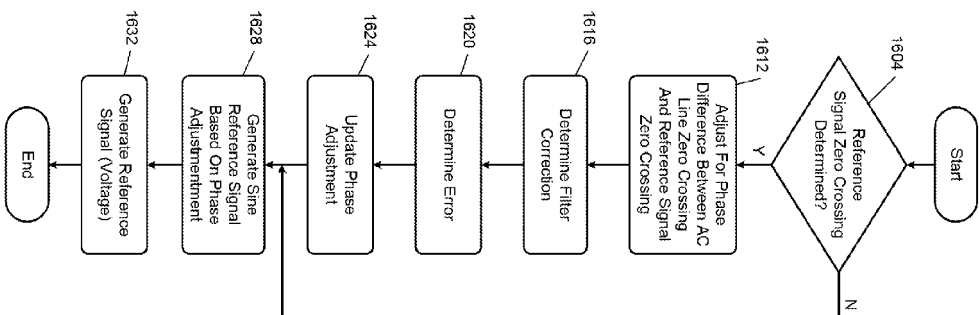 Start
1604
Reference
Signal Zero Crossing
Determined?
N
Y
1612
Adjust For Phase
Difference Between AC
Line Zero Crossing
And Reference Signal
Zero Crossing
1616
Determine Filter
Correction
1620
Determine Error
1624
Update Phase
Adjustment
1628
Generate Sine
Reference Signal
Based On Phase
Adjustmentment
1632
Generate Reference
Signal (Voltage)
End